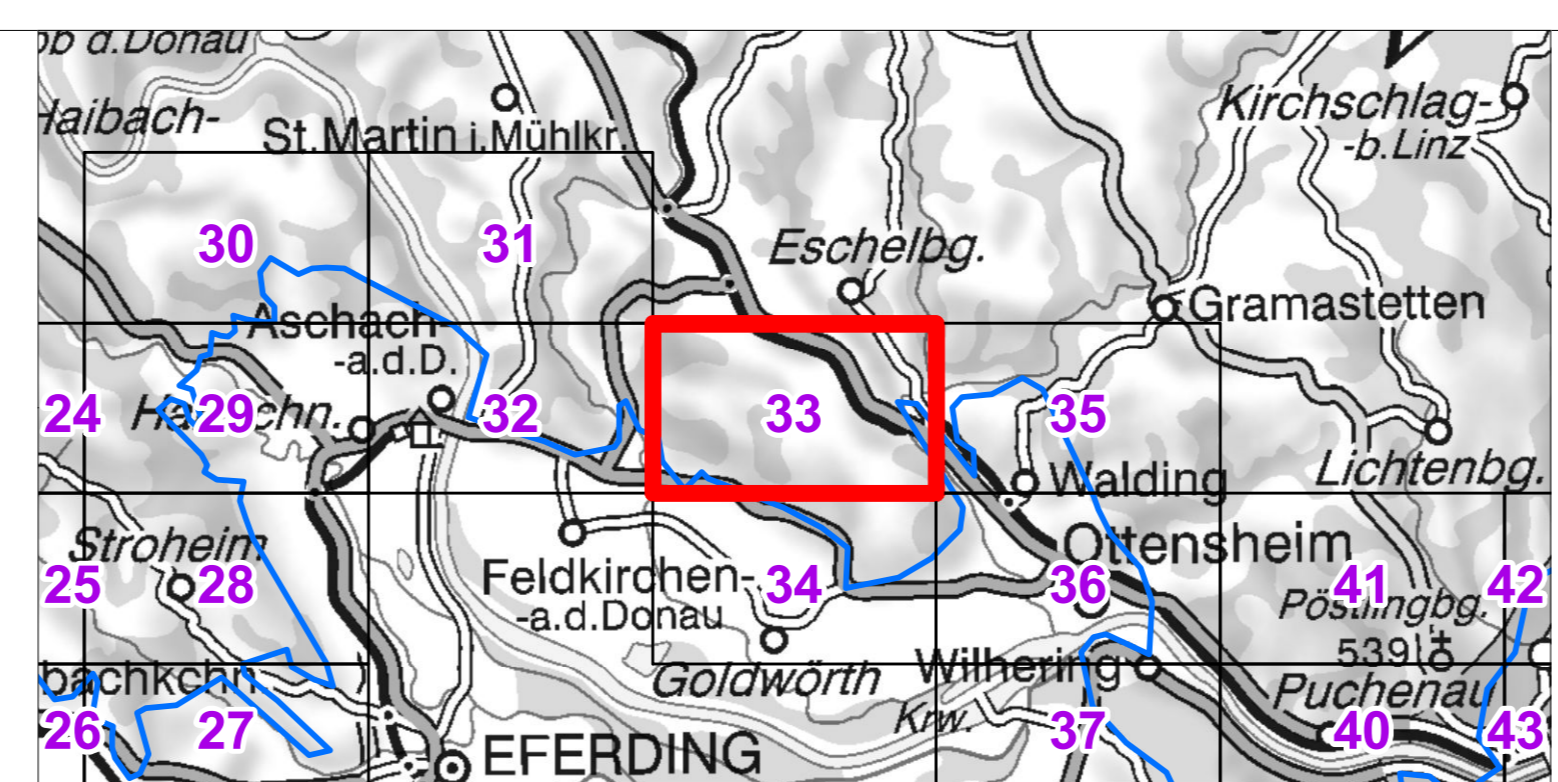 d.Donau
Haibach-
St.Martin i.Mühlkr.
Kirchschlag-
-b.Linz
30
31
Eschelbg.
Gramastetten
Aschach-
-a.d.D.
24
29
32
33
35
Walding
Lichtenbg.
Stroheim
Ottensheim
25
28
Feldkirchen-
-a.d.Donau
34
36
41
42
Pöstlingbg.
539
Goldwörth
Wilhering
Puchenau
Krw.
26
27
37
40
43
EFERDING